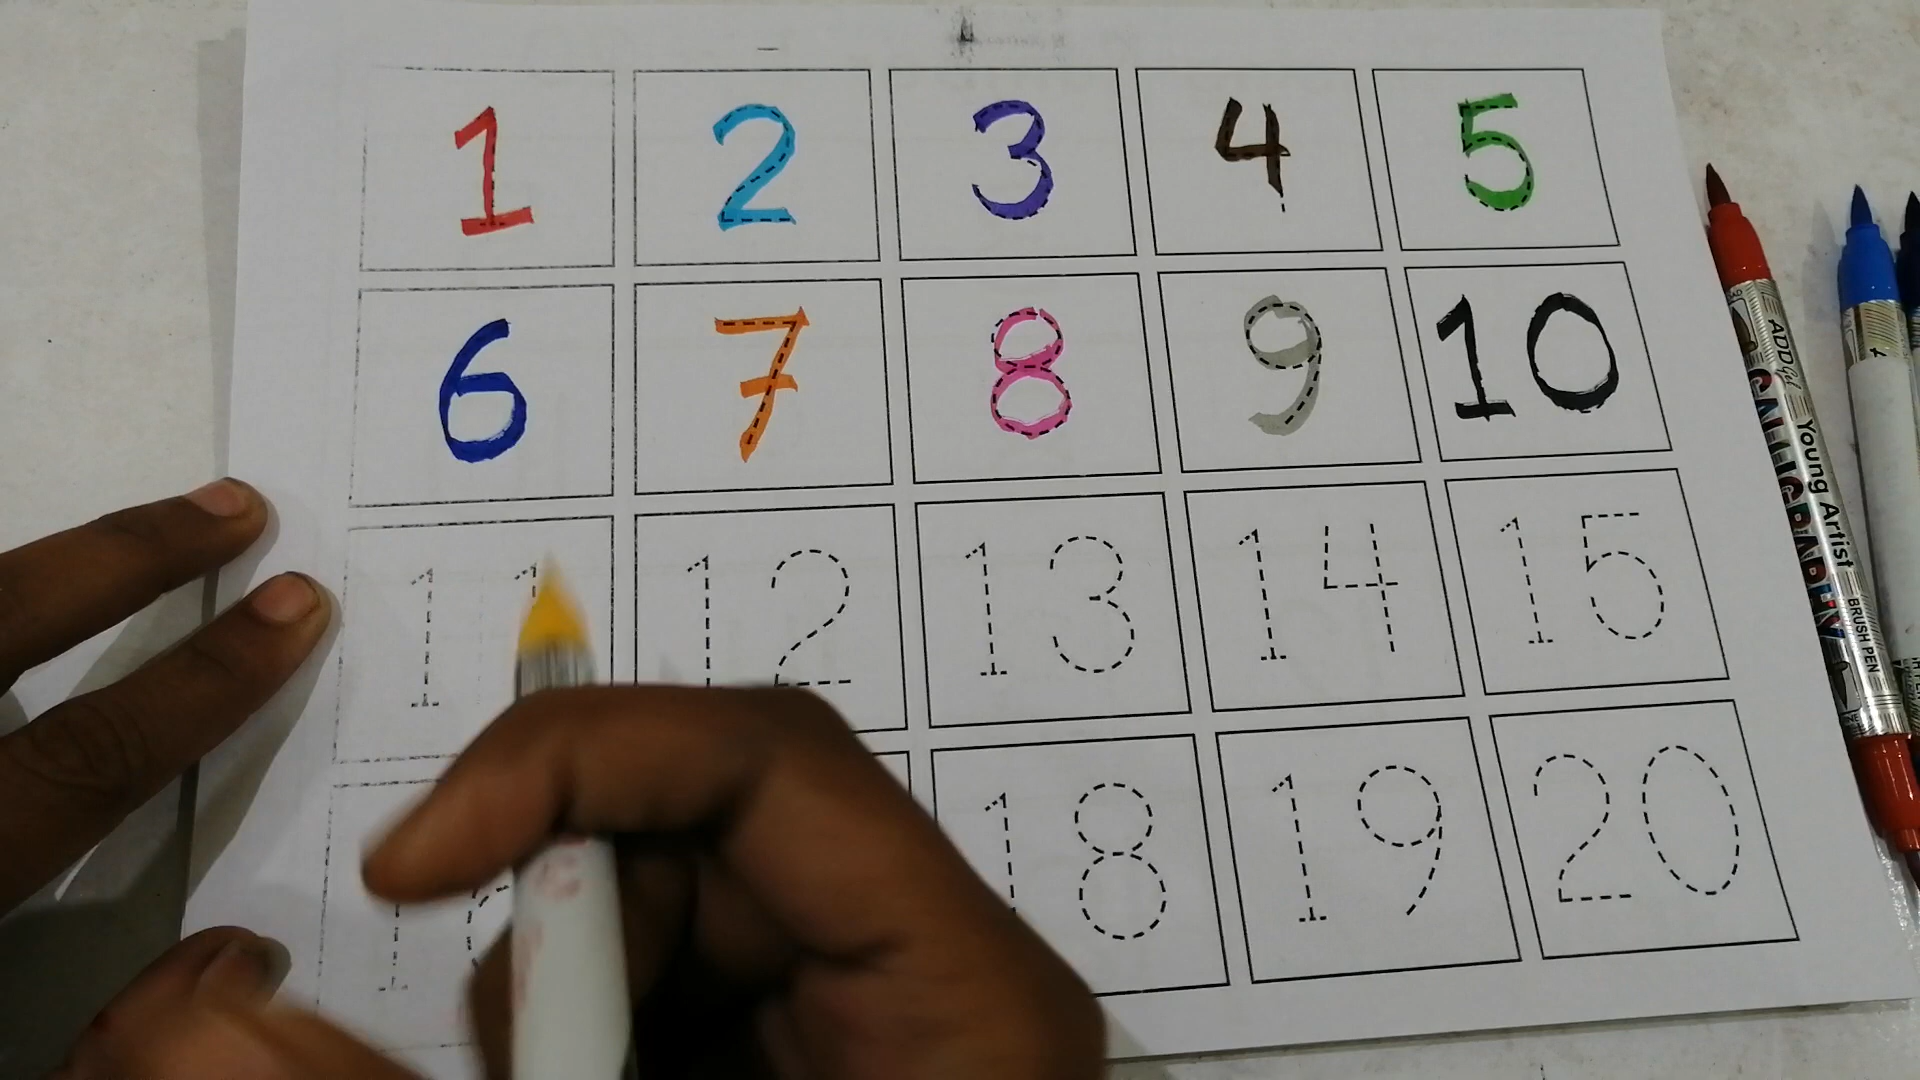 1 2 3 4 5
6 7 8 9 10
11 12 13 14 15
18 19 20
ADD Gel
CALLIGRAPHY
Young Artist
BRUSH PEN